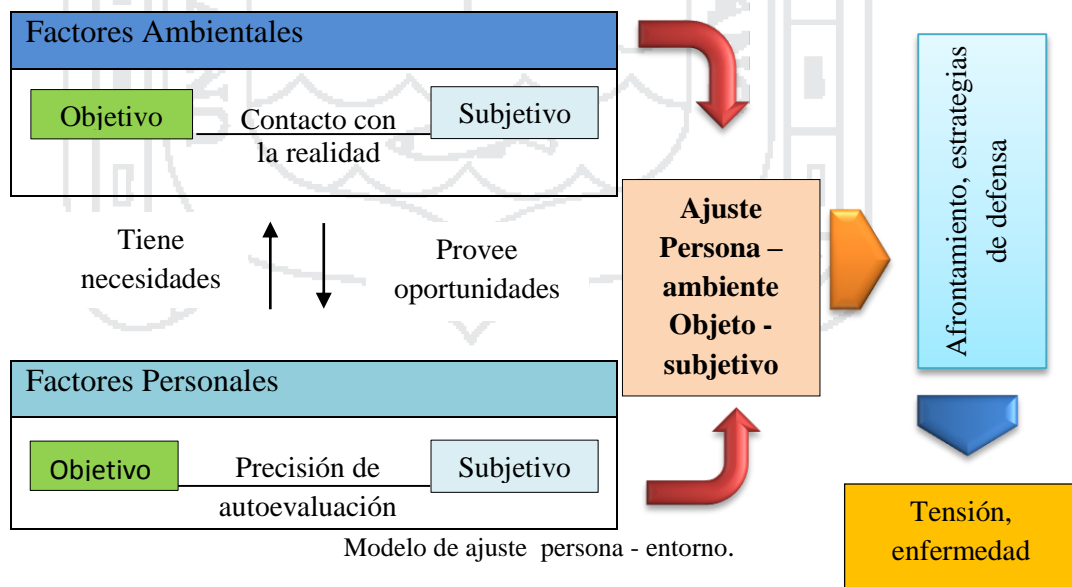 Factores Ambientales
Objetivo
Contacto con
la realidad
Subjetivo
Tiene
necesidades
Provee
oportunidades
Factores Personales
Objetivo
Precisión de
autoevaluación
Subjetivo
Ajuste
Persona –
ambiente
Objeto -
subjetivo
Afrontamiento, estrategias
de defensa
Tensión,
enfermedad
Modelo de ajuste persona - entorno.